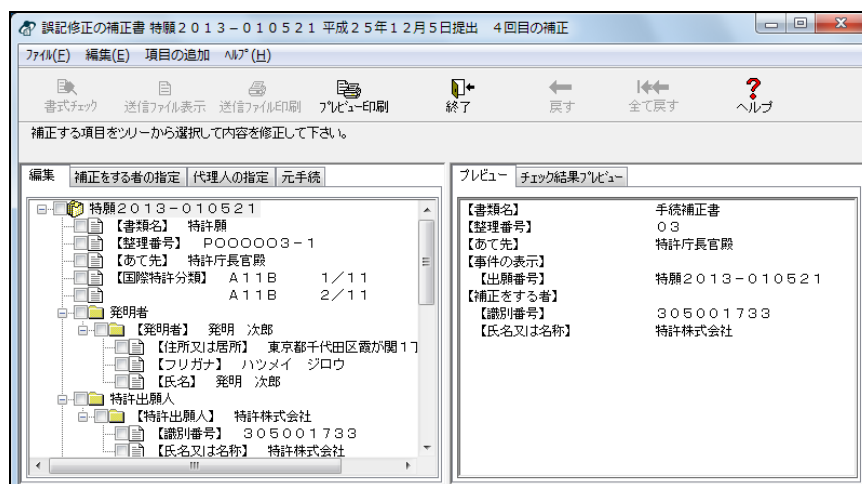 誤記修正の補正書 特願２０１３－０１０５２１ 平成２５年１２月５日提出　４回目の補正
ﾌｧｲﾙ(F)　編集(E)　項目の追加　ﾍﾙﾌﾟ(H)
書式ﾁｪｯｸ　送信ﾌｧｲﾙ表示　送信ﾌｧｲﾙ印刷　ﾌﾟﾚﾋﾞｭｰ印刷　終了　戻す　全て戻す　ヘルプ
補正する項目をツリーから選択して内容を修正して下さい。
編集　補正をする者の指定　代理人の指定　元手続
特願２０１３－０１０５２１
【書類名】　特許願
【整理番号】　Ｐ０００００３－１
【あて先】　特許庁長官殿
【国際特許分類】　Ａ１１Ｂ　　１／１１
Ａ１１Ｂ　　２／１１
発明者
【発明者】　発明　次郎
【住所又は居所】　東京都千代田区霞が関１丁
【フリガナ】　ハツメイ　ジロウ
【氏名】　発明　次郎
特許出願人
【特許出願人】　特許株式会社
【識別番号】　３０５００１７３３
【氏名又は名称】　特許株式会社
プレビュー　チェック結果ﾌﾟﾚﾋﾞｭｰ
【書類名】　手続補正書
【整理番号】　０３
【あて先】　特許庁長官殿
【事件の表示】
【出願番号】　特願２０１３－０１０５２１
【補正をする者】
【識別番号】　３０５００１７３３
【氏名又は名称】　特許株式会社